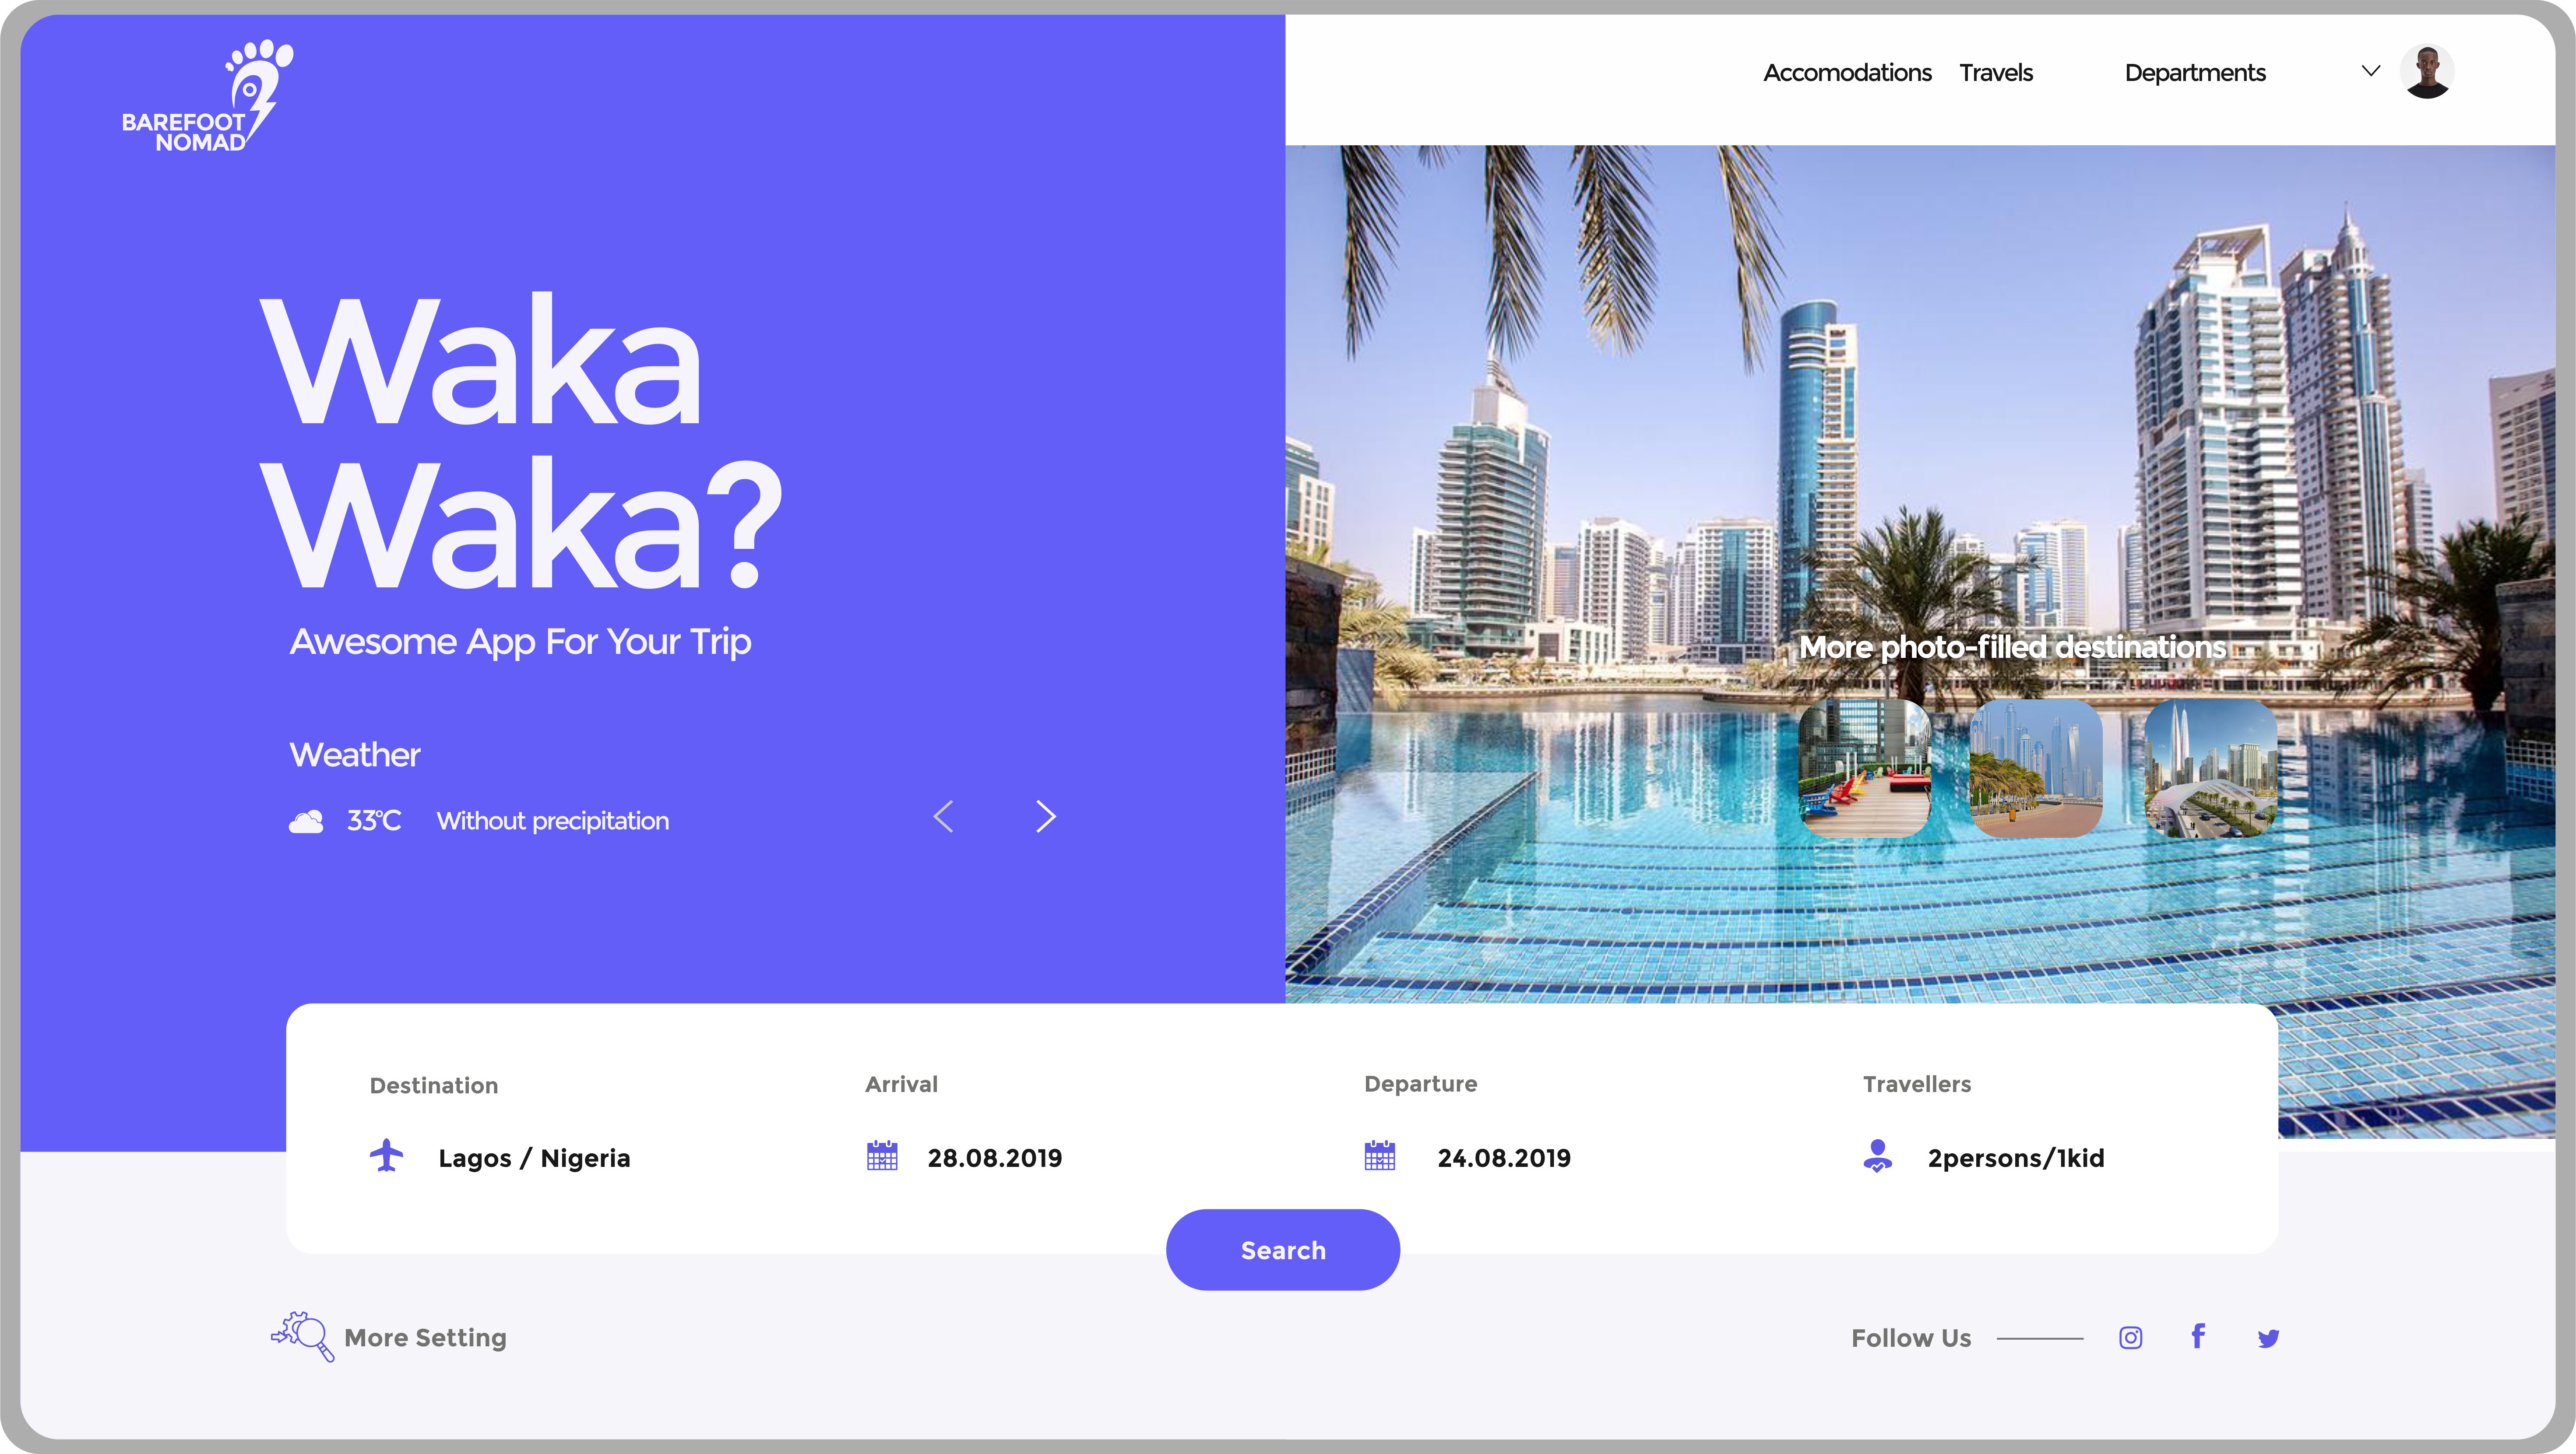 BAREFOOT
NOMAD
Accomodations Travels Departments
Waka
Waka?
Awesome App For Your Trip
Weather
33°C Without precipitation
More photo-filled destinations
Destination Arrival Departure Travellers
Lagos / Nigeria 28.08.2019 24.08.2019 2persons/1kid
Search
More Setting
Follow Us